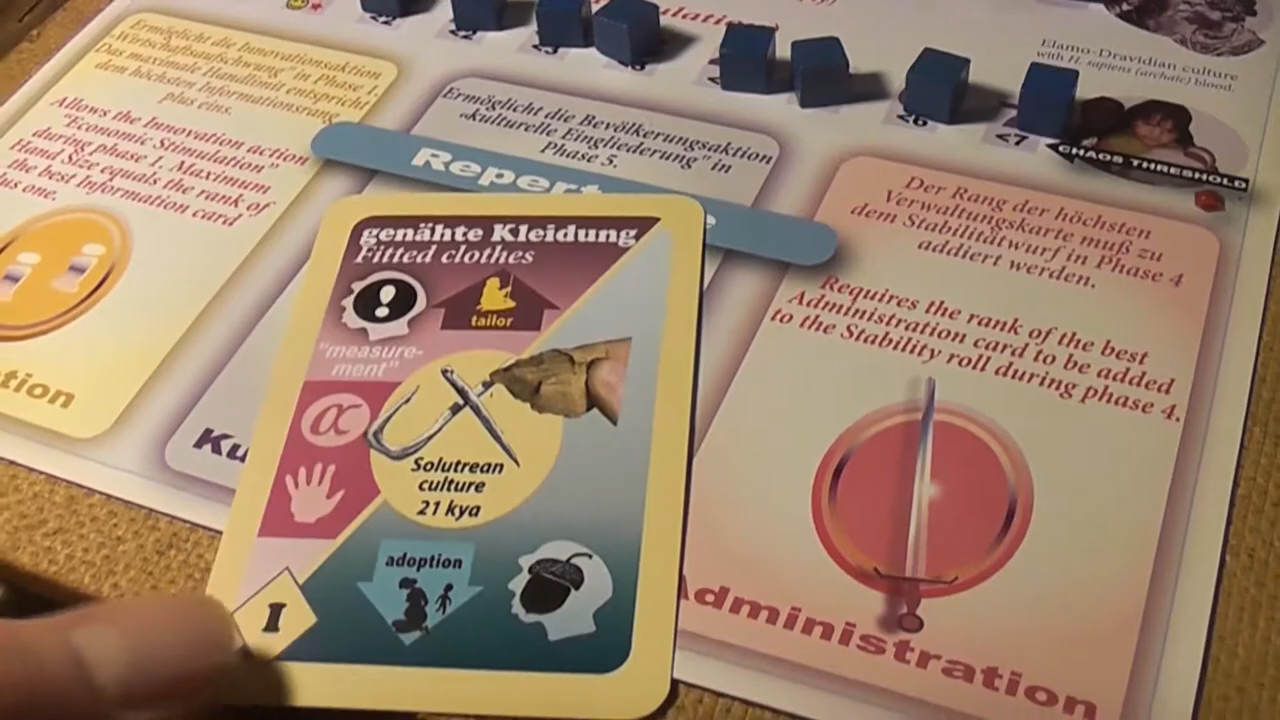 Elamo-Dravidian culture
with H. sapiens (archaic) blood.
<6
<7
CHAOS THRESHOLD
Ermöglicht die Innovationsaktion
„Wirtschaftsaufschwung" in Phase 1.
Das maximale Handlimit entspricht
dem höchsten Informationsrang
plus eins.
Allows the Innovation action
"Economic Stimulation"
during phase 1. Maximum
Hand Size equals the rank of
the best Information card
Ermöglicht die Bevölkerungsaktion
«kulturelle Eingliederung" in
Phase 5.
Der Rang der höchsten
Verwaltungskarte muß zu
dem Stabilitätwurf in Phase 4
addiert werden.
Requires the rank of the best
Administration card to be added
to the Stability roll during phase 4.
Administration
genähte Kleidung
Fitted clothes
!
tailor
"measure-
ment"
α
Solutrean
culture
21 kya
adoption
I